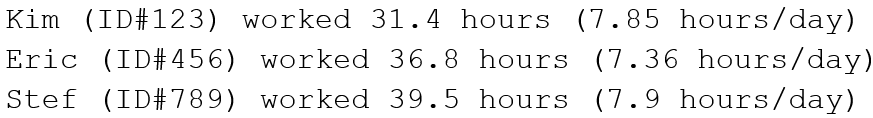 Kim (ID#123) worked 31.4 hours (7.85 hours/day)
Eric (ID#456) worked 36.8 hours (7.36 hours/day)
Stef (ID#789) worked 39.5 hours (7.9 hours/day)